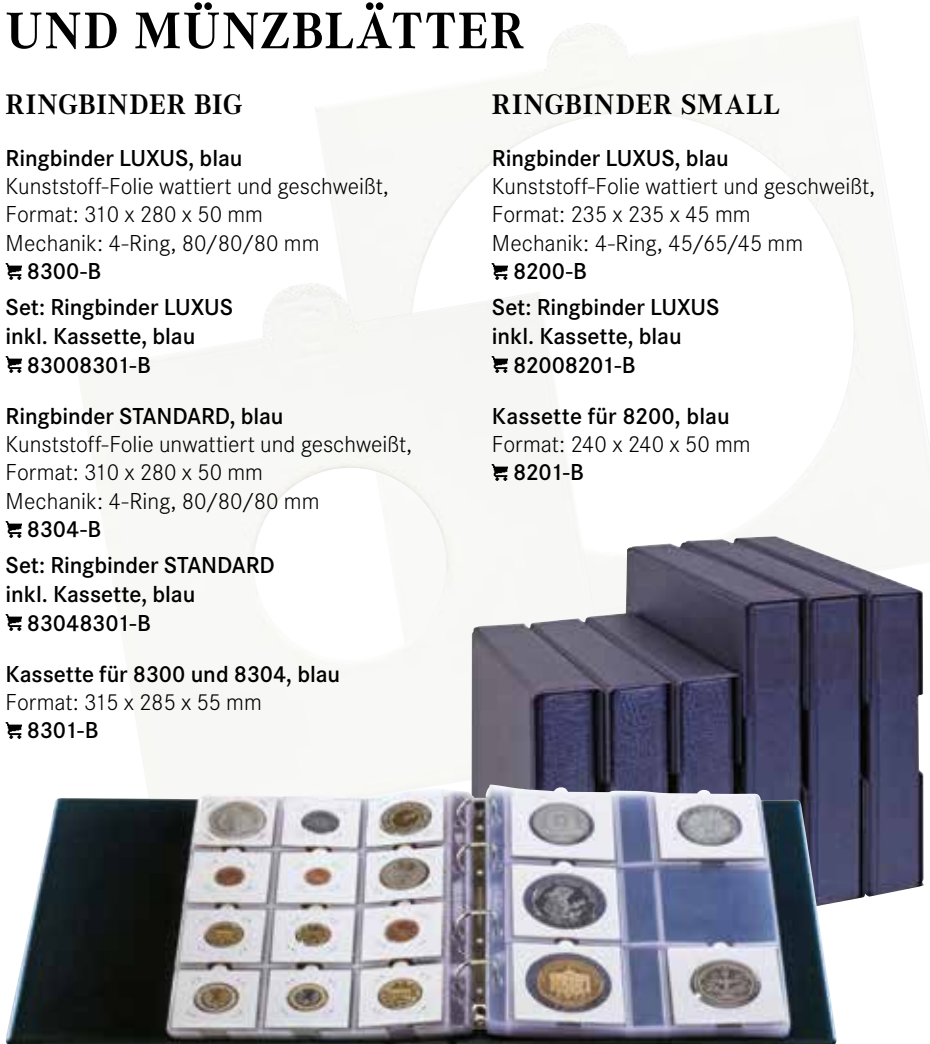 UND MÜNZBLÄTTER
RINGBINDER BIG
Ringbinder LUXUS, blau
Kunststoff-Folie wattiert und geschweißt,
Format: 310 x 280 x 50 mm
Mechanik: 4-Ring, 80/80/80 mm
8300-B
Set: Ringbinder LUXUS
inkl. Kassette, blau
83008301-B
Ringbinder STANDARD, blau
Kunststoff-Folie unwattiert und geschweißt,
Format: 310 x 280 x 50 mm
Mechanik: 4-Ring, 80/80/80 mm
8304-B
Set: Ringbinder STANDARD
inkl. Kassette, blau
83048301-B
Kassette für 8300 und 8304, blau
Format: 315 x 285 x 55 mm
8301-B
RINGBINDER SMALL
Ringbinder LUXUS, blau
Kunststoff-Folie wattiert und geschweißt,
Format: 235 x 235 x 45 mm
Mechanik: 4-Ring, 45/65/45 mm
8200-B
Set: Ringbinder LUXUS
inkl. Kassette, blau
82008201-B
Kassette für 8200, blau
Format: 240 x 240 x 50 mm
8201-B